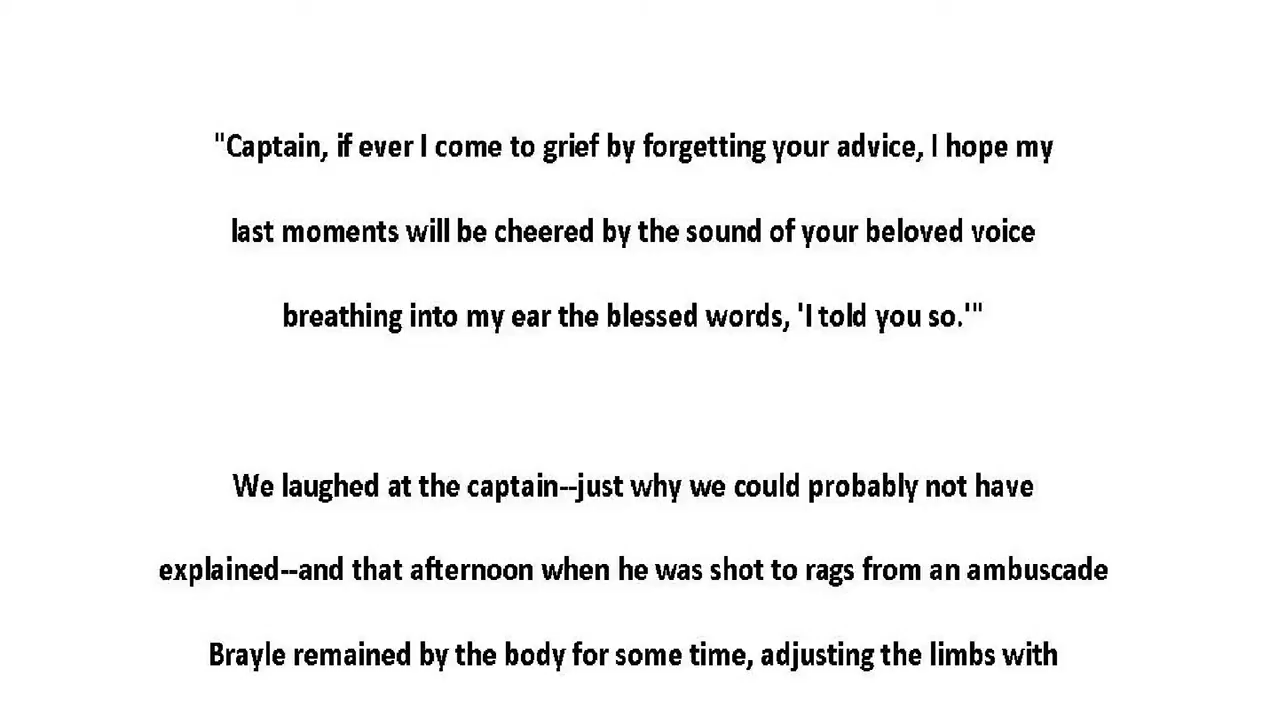 "Captain, if ever I come to grief by forgetting your advice, I hope my
last moments will be cheered by the sound of your beloved voice
breathing into my ear the blessed words, 'I told you so.'"
We laughed at the captain--just why we could probably not have
explained--and that afternoon when he was shot to rags from an ambuscade
Brayle remained by the body for some time, adjusting the limbs with